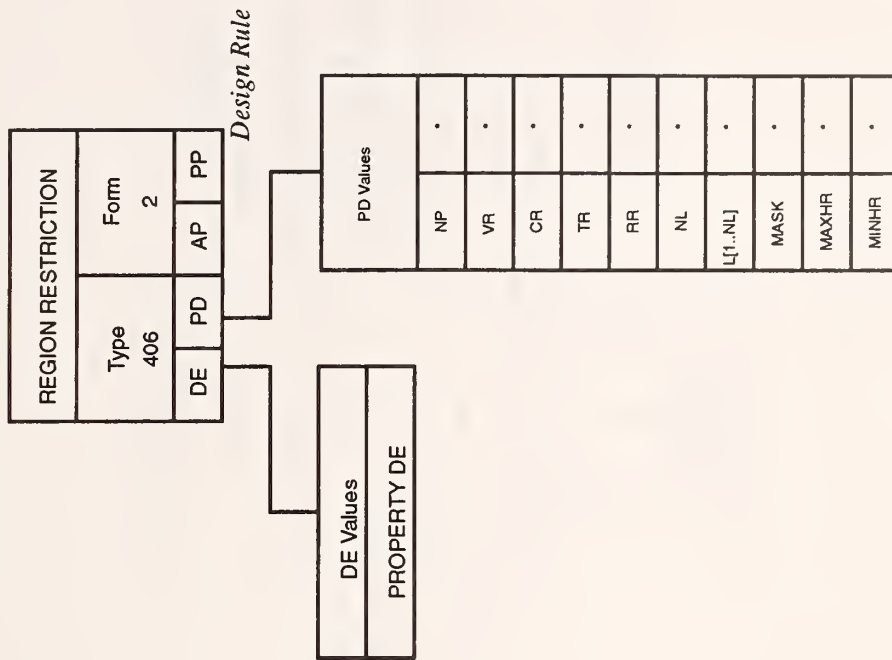 REGION RESTRICTION
Type
406
Form
2
DE
PD
AP
PP
Design Rule
DE Values
PROPERTY DE
PD Values
NP .
VR .
CR .
TR .
RR .
NL .
L[1..NL] .
MASK .
MAXHR .
MINHR .